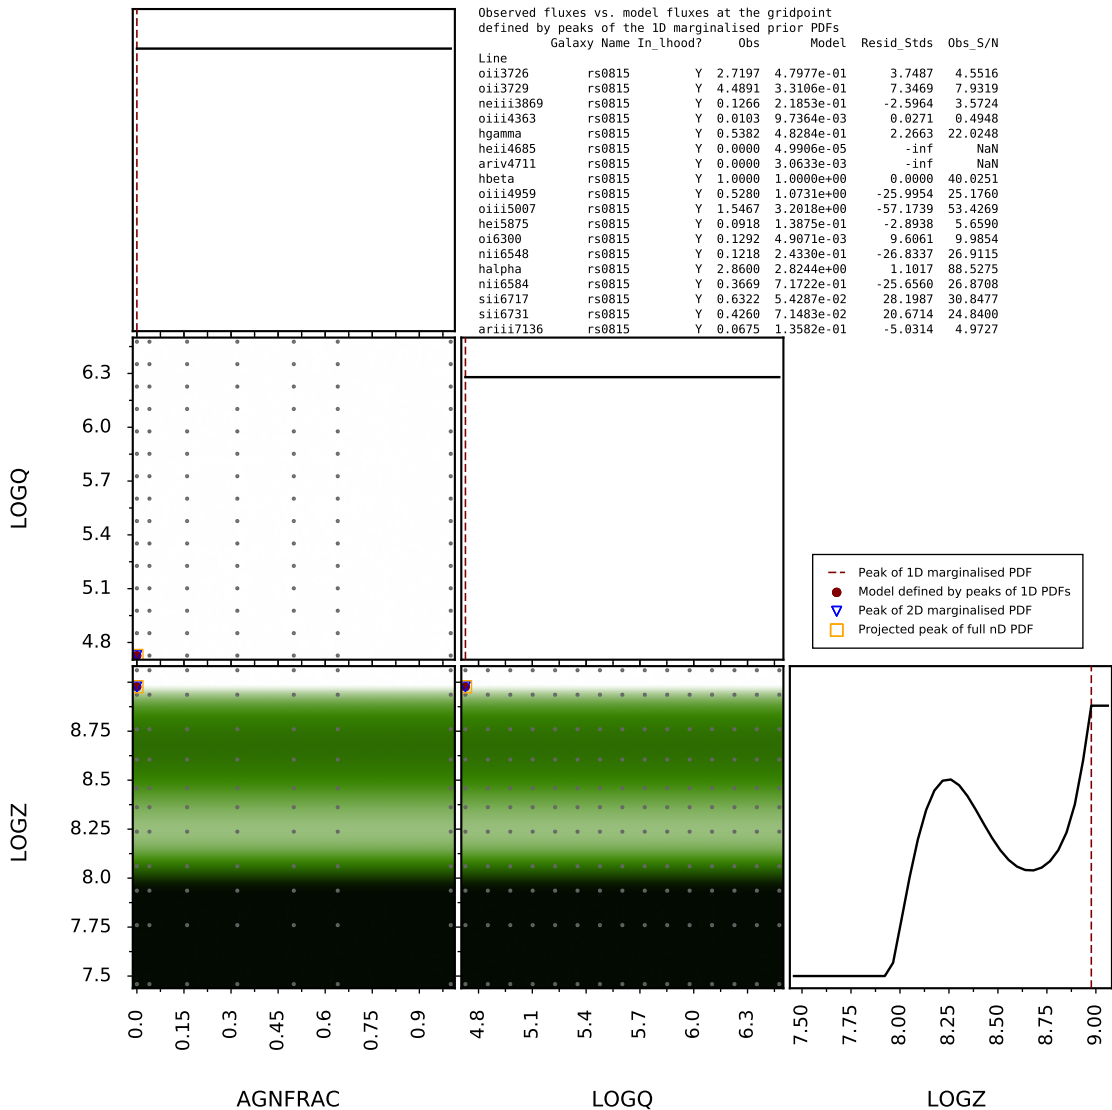 Observed fluxes vs. model fluxes at the gridpoint
defined by peaks of the 1D marginalised prior PDFs
Galaxy Name In_lhood? Obs Model Resid_Stds Obs_S/N
Line
oii3726 rs0815 Y 2.7197 4.7977e-01 3.7487 4.5516
oii3729 rs0815 Y 4.4891 3.3106e-01 7.3469 7.9319
neiii3869 rs0815 Y 0.1266 2.1853e-01 -2.5964 3.5724
oiii4363 rs0815 Y 0.0103 9.7364e-03 0.0271 0.4948
hgamma rs0815 Y 0.5382 4.8284e-01 2.2663 22.0248
heii4685 rs0815 Y 0.0000 4.9906e-05 -inf NaN
ariv4711 rs0815 Y 0.0000 3.0633e-03 -inf NaN
hbeta rs0815 Y 1.0000 1.0000e+00 0.0000 40.0251
oiii4959 rs0815 Y 0.5280 1.0731e+00 -25.9954 25.1760
oiii5007 rs0815 Y 1.5467 3.2018e+00 -57.1739 53.4269
hei5875 rs0815 Y 0.0918 1.3875e-01 -2.8938 5.6590
oi6300 rs0815 Y 0.1292 4.9071e-03 9.6061 9.9854
nii6548 rs0815 Y 0.1218 2.4330e-01 -26.8337 26.9115
halpha rs0815 Y 2.8600 2.8244e+00 1.1017 88.5275
nii6584 rs0815 Y 0.3669 7.1722e-01 -25.6560 26.8708
sii6717 rs0815 Y 0.6322 5.4287e-02 28.1987 30.8477
sii6731 rs0815 Y 0.4260 7.1483e-02 20.6714 24.8400
ariii7136 rs0815 Y 0.0675 1.3582e-01 -5.0314 4.9727
LOGQ
6.3
6.0
5.7
5.4
5.1
4.8
Peak of 1D marginalised PDF
Model defined by peaks of 1D PDFs
Peak of 2D marginalised PDF
Projected peak of full nD PDF
LOGZ
8.75
8.5
8.25
8.0
7.75
7.5
0.0 0.15 0.3 0.45 0.6 0.75 0.9
4.8 5.1 5.4 5.7 6.0 6.3
7.50 7.75 8.00 8.25 8.50 8.75 9.00
AGNFRAC LOGQ LOGZ